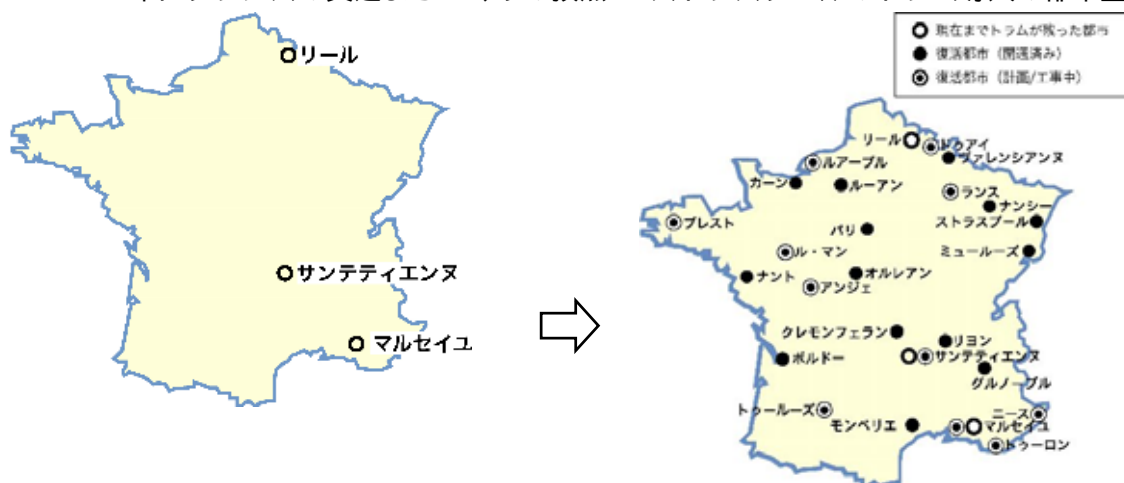 リール
サンテティエンヌ
マルセイユ
現在までトラムが残った都市
復活都市（開通済み）
復活都市（計画/工事中）
リール
ドゥアイ
ヴァレンシアンヌ
ルアーブル
カーン
ルーアン
ランス
ナンシー
ストラスブール
ブレスト
パリ
ル・マン
ミュールーズ
ナント
オルレアン
アンジェ
クレモンフェラン
リヨン
ボルドー
サンテティエンヌ
グルノーブル
トゥールーズ
ニース
モンペリエ
マルセイユ
トゥーロン